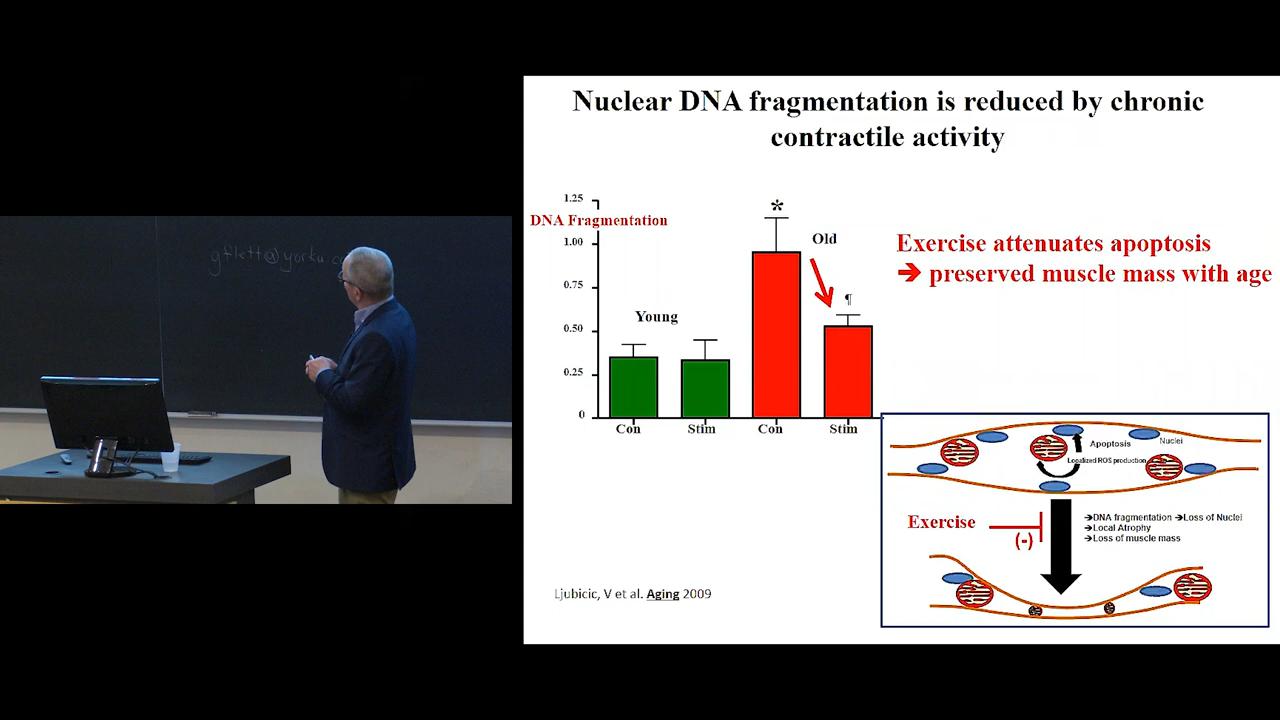 gflett@yorku.c
Nuclear DNA fragmentation is reduced by chronic
contractile activity
1.25
DNA Fragmentation
1.00
0.75
0.50
0.25
0
*
Old
¶
Young
Con
Stim
Con
Stim
Exercise attenuates apoptosis
➔ preserved muscle mass with age
Apoptosis
Nuclei
Localized ROS production
Exercise
(-)
➔DNA fragmentation ➔Loss of Nuclei
➔Local Atrophy
➔Loss of muscle mass
Ljubicic, V et al. Aging 2009